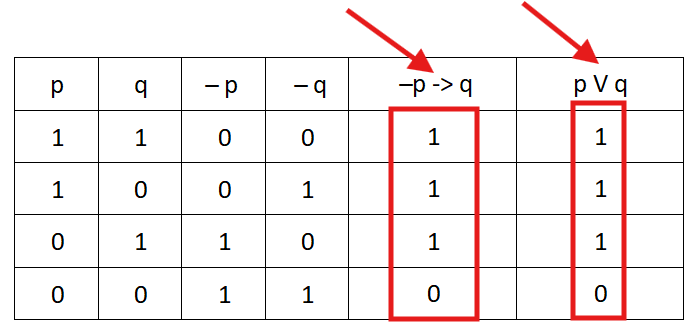 p q – p – q –p -> q p V q
1 1 0 0 1 1
1 0 0 1 1 1
0 1 1 0 1 1
0 0 1 1 0 0